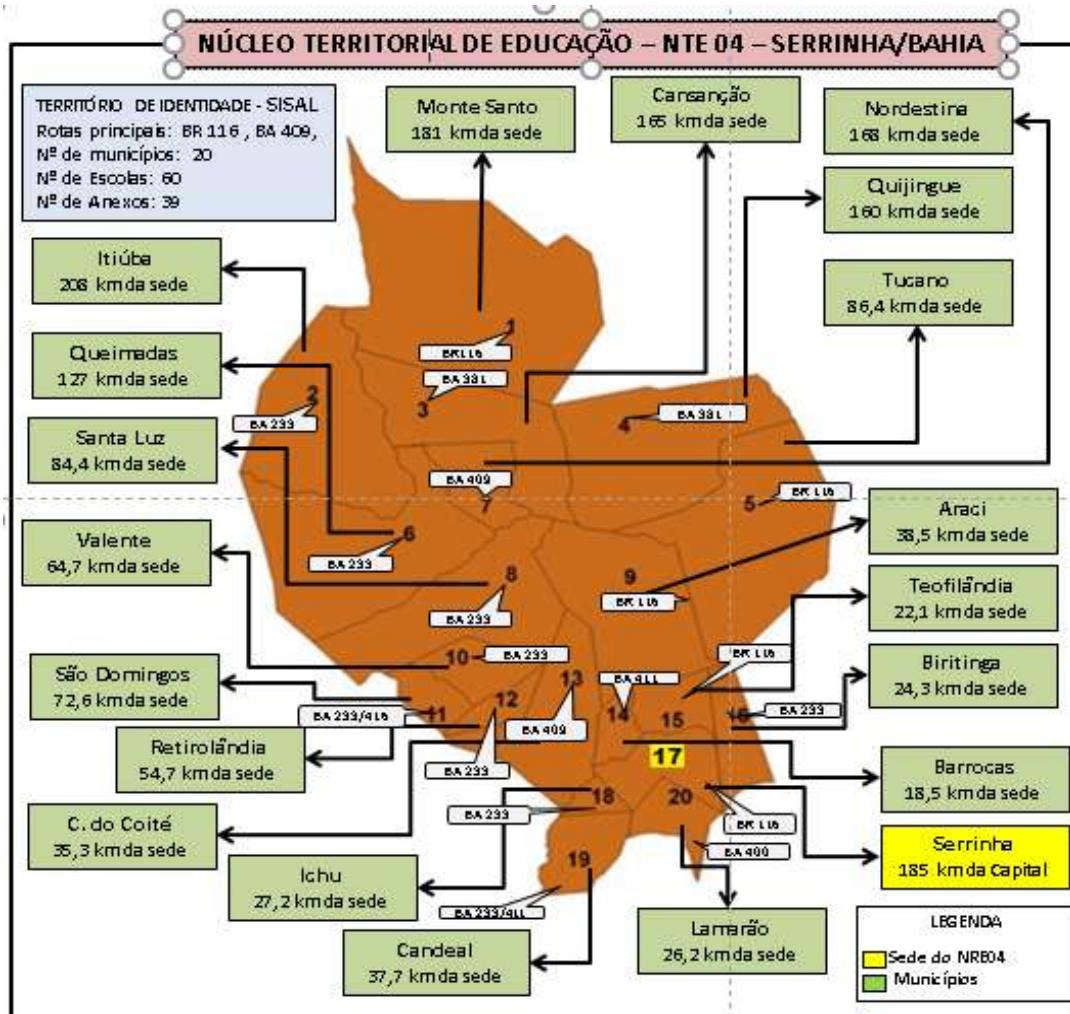 NÚCLEO TERRITORIAL DE EDUCAÇÃO – NTE 04 – SERRINHA/BAHIA
TERRITÓRIO DE IDENTIDADE - SISAL
Rotas principais: BR 116 , BA 409,
Nº de municípios: 20
Nº de Escolas: 60
Nº de Anexos: 39
Monte Santo
181 km da sede
Cansanção
165 km da sede
Nordestina
168 km da sede
Quijingue
160 km da sede
Itiúba
208 km da sede
Tucano
86,4 km da sede
Queimadas
127 km da sede
Santa Luz
84,4 km da sede
Valente
64,7 km da sede
Araci
38,5 km da sede
Teofilândia
22,1 km da sede
São Domingos
72,6 km da sede
Biritinga
24,3 km da sede
Retirolândia
54,7 km da sede
Barrocas
18,5 km da sede
C. do Coité
35,3 km da sede
Serrinha
185 km da Capital
Ichu
27,2 km da sede
Lamarão
26,2 km da sede
Candeal
37,7 km da sede
1
BR 116
BA 381
3
2
BA 233
4
BA 381
BA 409
7
5
BR 116
6
BA 233
8
BA 233
9
BR 116
10
BA 233
BR 116
11
BA 233/416
12
BA 233
13
BA 409
BA 411
14
15
16
BA 233
17
18
BA 233
20
BR 116
BA 400
19
BA 233/411
LEGENDA
Sede do NRE04
Municípios